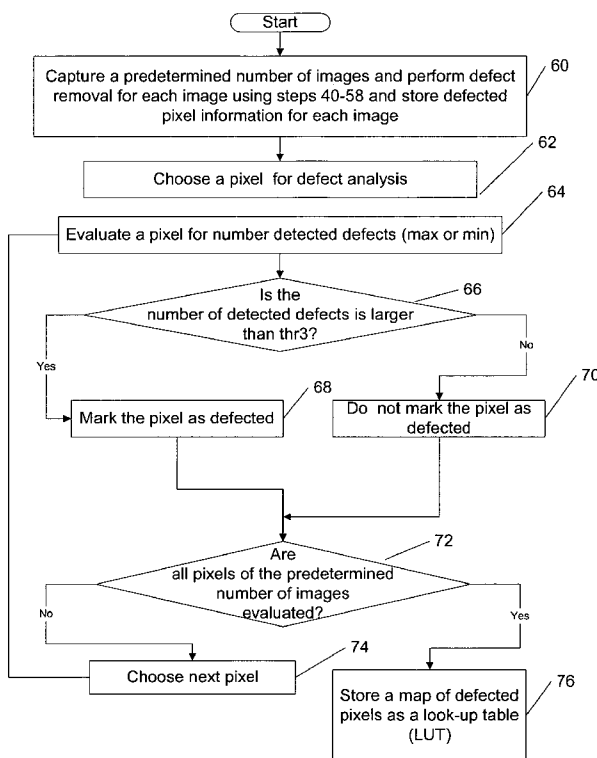 Start
Capture a predetermined number of images and perform defect
removal for each image using steps 40-58 and store defected
pixel information for each image
60
62
Choose a pixel for defect analysis
64
Evaluate a pixel for number detected defects (max or min)
66
Is the
number of detected defects is larger
than thr3?
Yes
No
68
Mark the pixel as defected
70
Do not mark the pixel as
defected
72
Are
all pixels of the predetermined
number of images
evaluated?
No
Yes
74
Choose next pixel
76
Store a map of defected
pixels as a look-up table
(LUT)